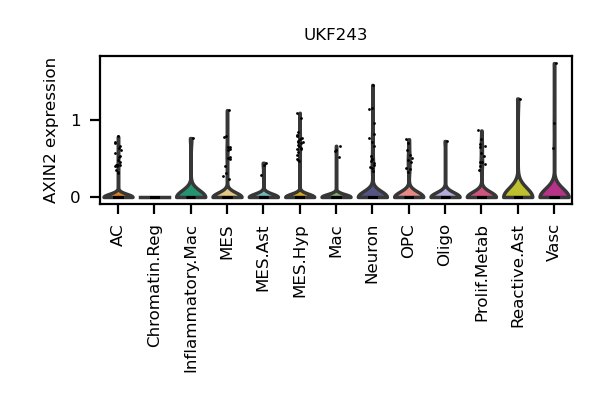 UKF243
AXIN2 expression
1
0
AC
Chromatin.Reg
Inflammatory.Mac
MES
MES.Ast
MES.Hyp
Mac
Neuron
OPC
Oligo
Prolif.Metab
Reactive.Ast
Vasc